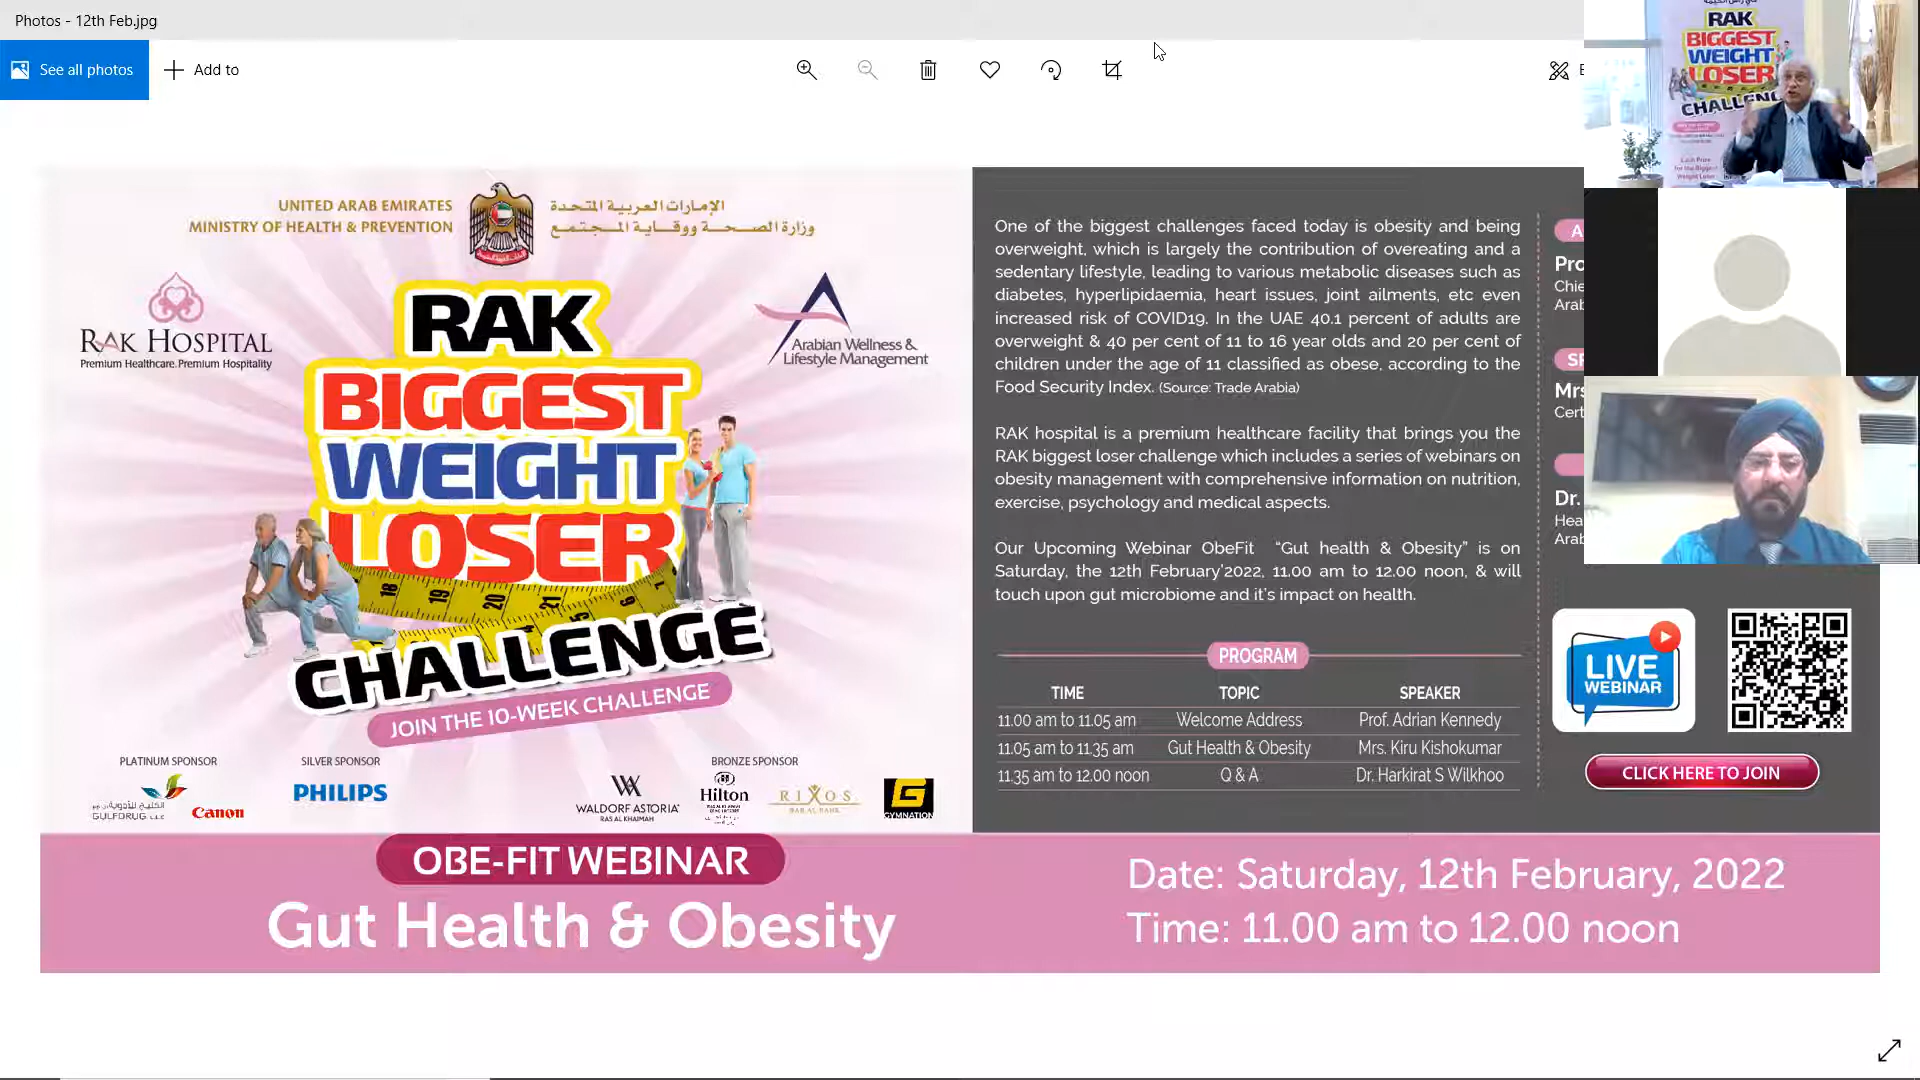 Photos - 12th Feb.jpg
See all photos
Add to
UNITED ARAB EMIRATES
MINISTRY OF HEALTH & PREVENTION
الإمارات العربية المتحدة
وزارة الصحة ووقاية المجتمع
RAK HOSPITAL
Premium Healthcare. Premium Hospitality
Arabian Wellness &
Lifestyle Management
RAK
BIGGEST
WEIGHT
LOSER
18 19 20 21
CHALLENGE
JOIN THE 10-WEEK CHALLENGE
PLATINUM SPONSOR
SILVER SPONSOR
BRONZE SPONSOR
GULFDRUG LLC
Canon
PHILIPS
WALDORF ASTORIA
RAS AL KHAIMAH
Hilton
RIXOS
BAB AL BAHR
GYMNATION
One of the biggest challenges faced today is obesity and being
overweight, which is largely the contribution of overeating and a
sedentary lifestyle, leading to various metabolic diseases such as
diabetes, hyperlipidaemia, heart issues, joint ailments, etc even
increased risk of COVID19. In the UAE 40.1 percent of adults are
overweight & 40 per cent of 11 to 16 year olds and 20 per cent of
children under the age of 11 classified as obese, according to the
Food Security Index. (Source: Trade Arabia)
RAK hospital is a premium healthcare facility that brings you the
RAK biggest loser challenge which includes a series of webinars on
obesity management with comprehensive information on nutrition,
exercise, psychology and medical aspects.
Our Upcoming Webinar ObeFit “Gut health & Obesity” is on
Saturday, the 12th February’2022, 11.00 am to 12.00 noon, & will
touch upon gut microbiome and it’s impact on health.
PROGRAM
TIME TOPIC SPEAKER
11.00 am to 11.05 am Welcome Address Prof. Adrian Kennedy
11.05 am to 11.35 am Gut Health & Obesity Mrs. Kiru Kishokumar
11.35 am to 12.00 noon Q & A Dr. Harkirat S Wilkhoo
Mrs
Dr.
LIVE
WEBINAR
CLICK HERE TO JOIN
RAK
BIGGEST
WEIGHT
LOSER
OBE-FIT WEBINAR
Gut Health & Obesity
Date: Saturday, 12th February, 2022
Time: 11.00 am to 12.00 noon